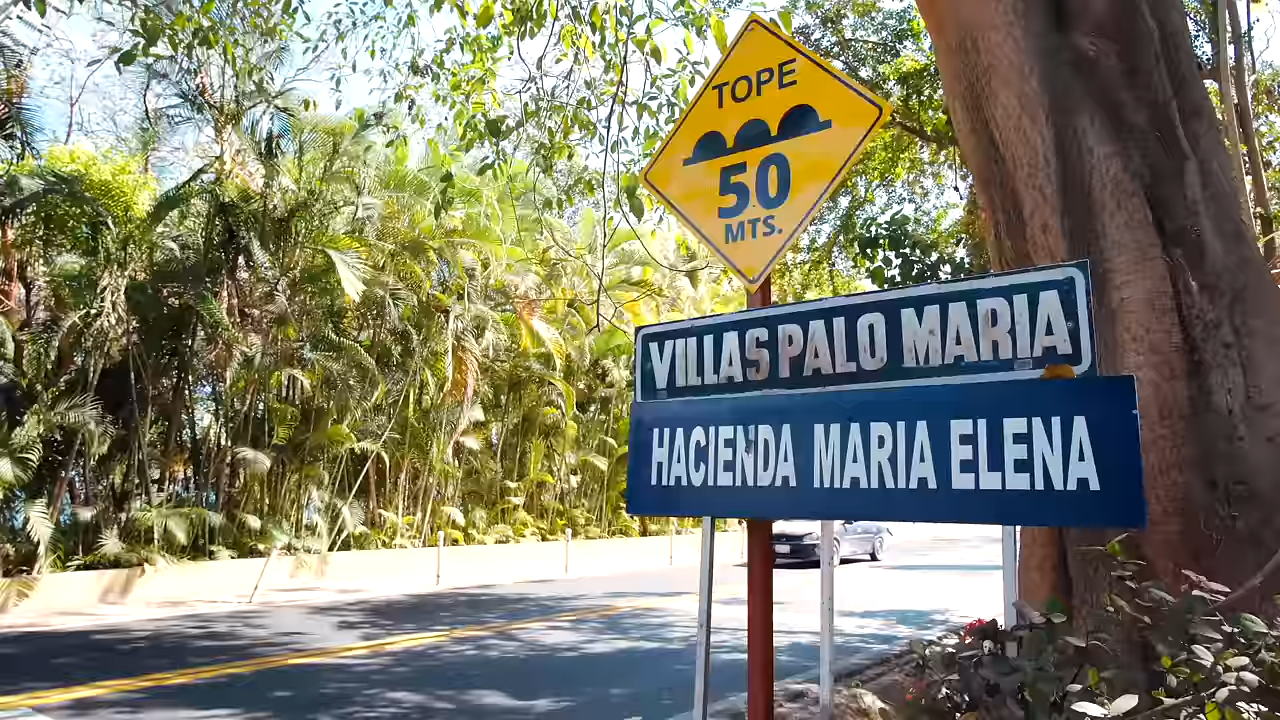 TOPE
50
MTS.
VILLAS PALO MARIA
HACIENDA MARIA ELENA